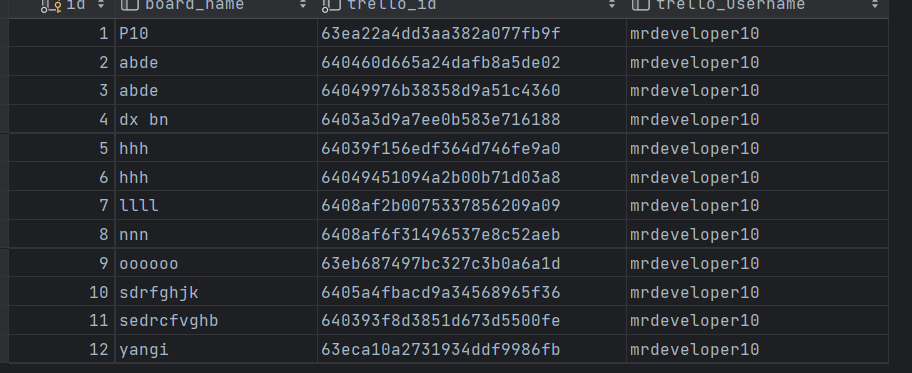 id board_name trello_id trello_username
1 P10 63ea22a4dd3aa382a077fb9f mrdeveloper10
2 abde 640460d665a24dafb8a5de02 mrdeveloper10
3 abde 64049976b38358d9a51c4360 mrdeveloper10
4 dx bn 6403a3d9a7ee0b583e716188 mrdeveloper10
5 hhh 64039f156edf364d746fe9a0 mrdeveloper10
6 hhh 64049451094a2b00b71d03a8 mrdeveloper10
7 llll 6408af2b0075337856209a09 mrdeveloper10
8 nnn 6408af6f31496537e8c52aeb mrdeveloper10
9 oooooo 63eb687497bc327c3b0a6a1d mrdeveloper10
10 sdrfghjk 6405a4fbacd9a34568965f36 mrdeveloper10
11 sedrcfvghb 640393f8d3851d673d5500fe mrdeveloper10
12 yangi 63eca10a2731934ddf9986fb mrdeveloper10